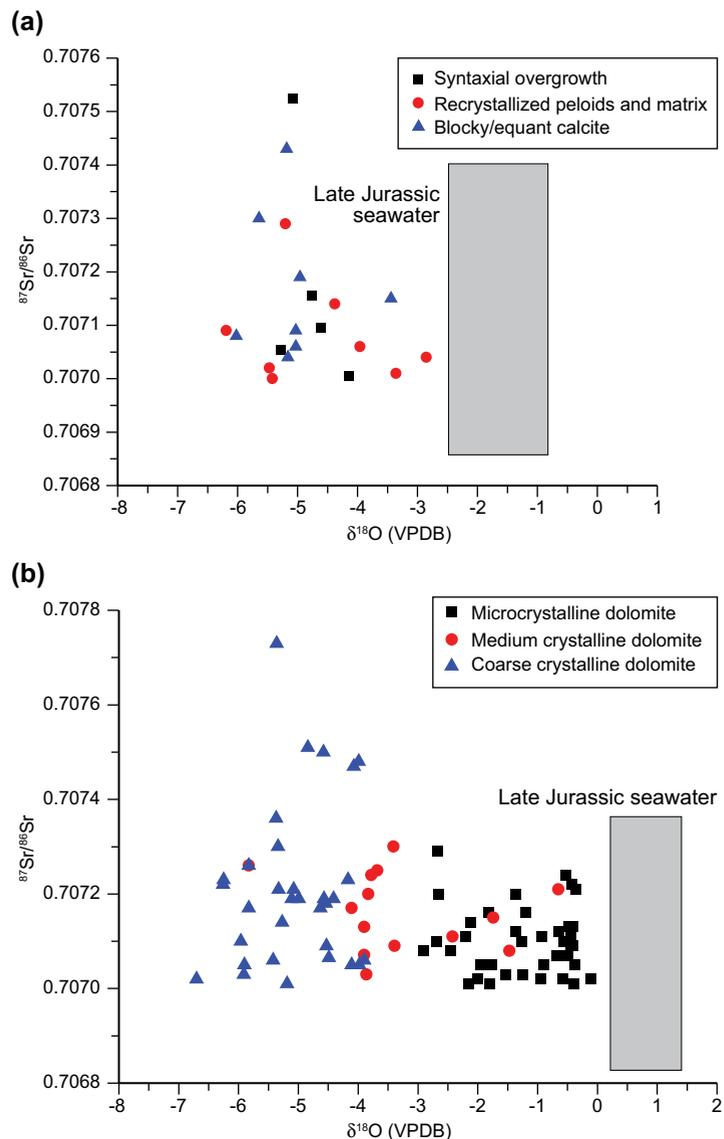 (a)
0.7076
0.7075
0.7074
0.7073
0.7072
0.7071
0.7070
0.7069
0.7068
⁸⁷Sr/⁸⁶Sr
Syntaxial overgrowth
Recrystallized peloids and matrix
Blocky/equant calcite
Late Jurassic
seawater
-8 -7 -6 -5 -4 -3 -2 -1 0 1
δ¹⁸O (VPDB)
(b)
0.7078
0.7076
0.7074
0.7072
0.7070
0.7068
⁸⁷Sr/⁸⁶Sr
Microcrystalline dolomite
Medium crystalline dolomite
Coarse crystalline dolomite
Late Jurassic seawater
-8 -7 -6 -5 -4 -3 -2 -1 0 1 2
δ¹⁸O (VPDB)